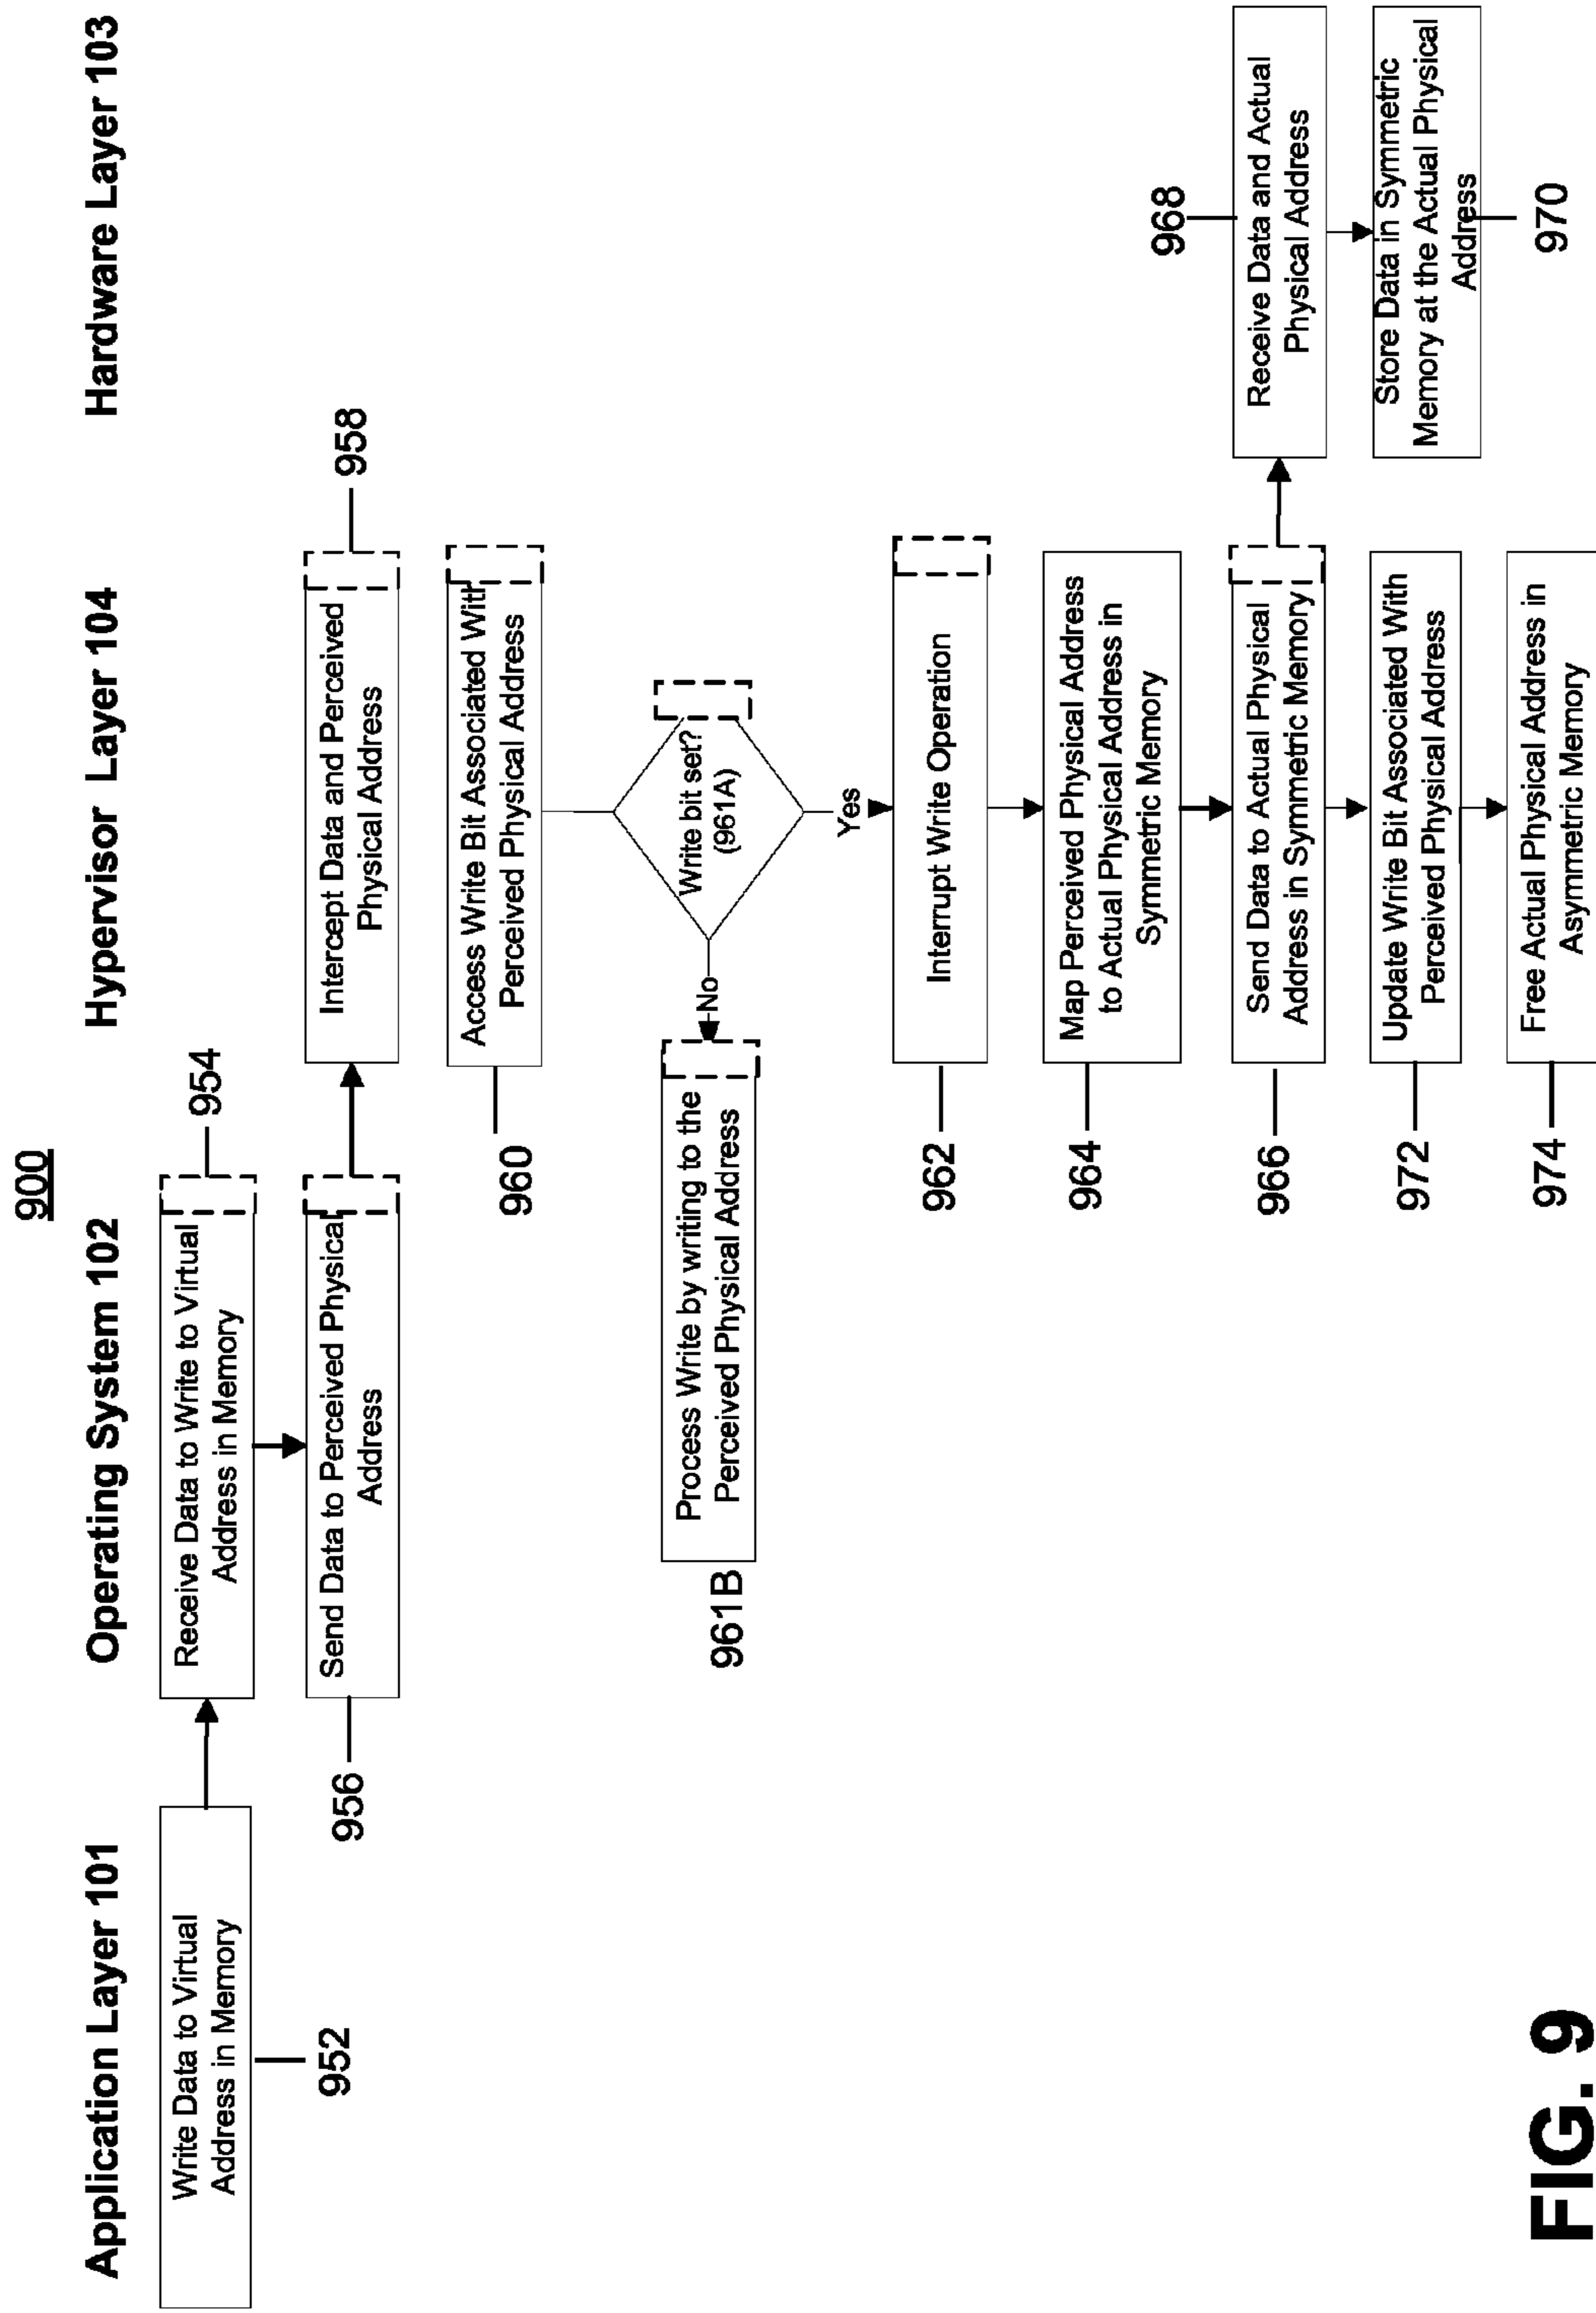 900
Application Layer 101
Operating System 102
Hypervisor Layer 104
Hardware Layer 103
Write Data to Virtual
Address in Memory
952
Receive Data to Write to Virtual
Address in Memory
954
Send Data to Perceived Physical
Address
956
Intercept Data and Perceived
Physical Address
958
Access Write Bit Associated With
Perceived Physical Address
960
Write bit set?
(961A)
No
Yes
Process Write by writing to the
Perceived Physical Address
961B
Interrupt Write Operation
962
Map Perceived Physical Address
to Actual Physical Address in
Symmetric Memory
964
Send Data to Actual Physical
Address in Symmetric Memory
966
Receive Data and Actual
Physical Address
968
Store Data in Symmetric
Memory at the Actual Physical
Address
970
Update Write Bit Associated With
Perceived Physical Address
972
Free Actual Physical Address in
Asymmetric Memory
974
FIG. 9